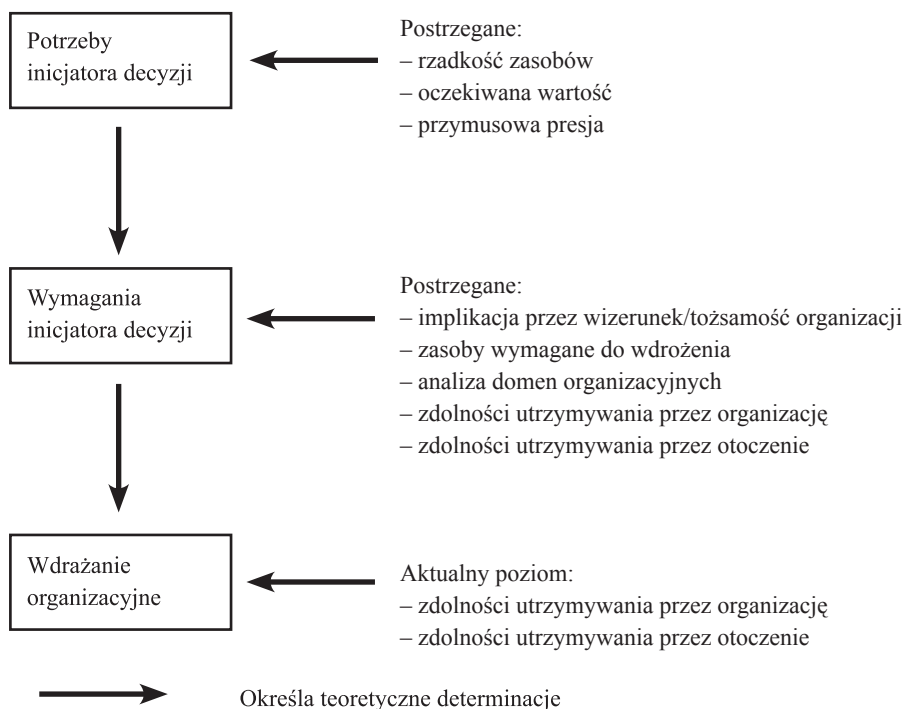 Potrzeby
inicjatora decyzji
Postrzegane:
– rzadkość zasobów
– oczekiwana wartość
– przymusowa presja
Wymagania
inicjatora decyzji
Postrzegane:
– implikacja przez wizerunek/tożsamość organizacji
– zasoby wymagane do wdrożenia
– analiza domen organizacyjnych
– zdolności utrzymywania przez organizację
– zdolności utrzymywania przez otoczenie
Wdrażanie
organizacyjne
Aktualny poziom:
– zdolności utrzymywania przez organizację
– zdolności utrzymywania przez otoczenie
Określa teoretyczne determinacje